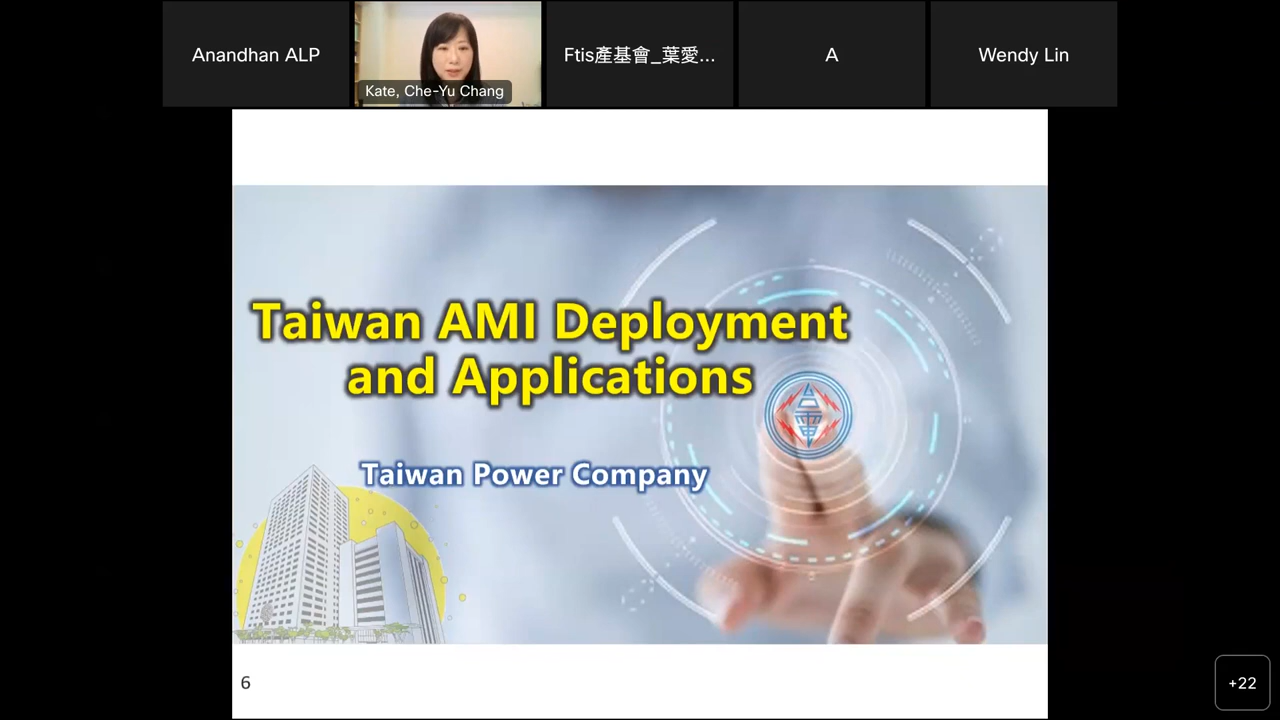 Anandhan ALP
Kate, Che-Yu Chang
Ftis產基會_葉愛...
A
Wendy Lin
Taiwan AMI Deployment
and Applications
Taiwan Power Company
6
+22